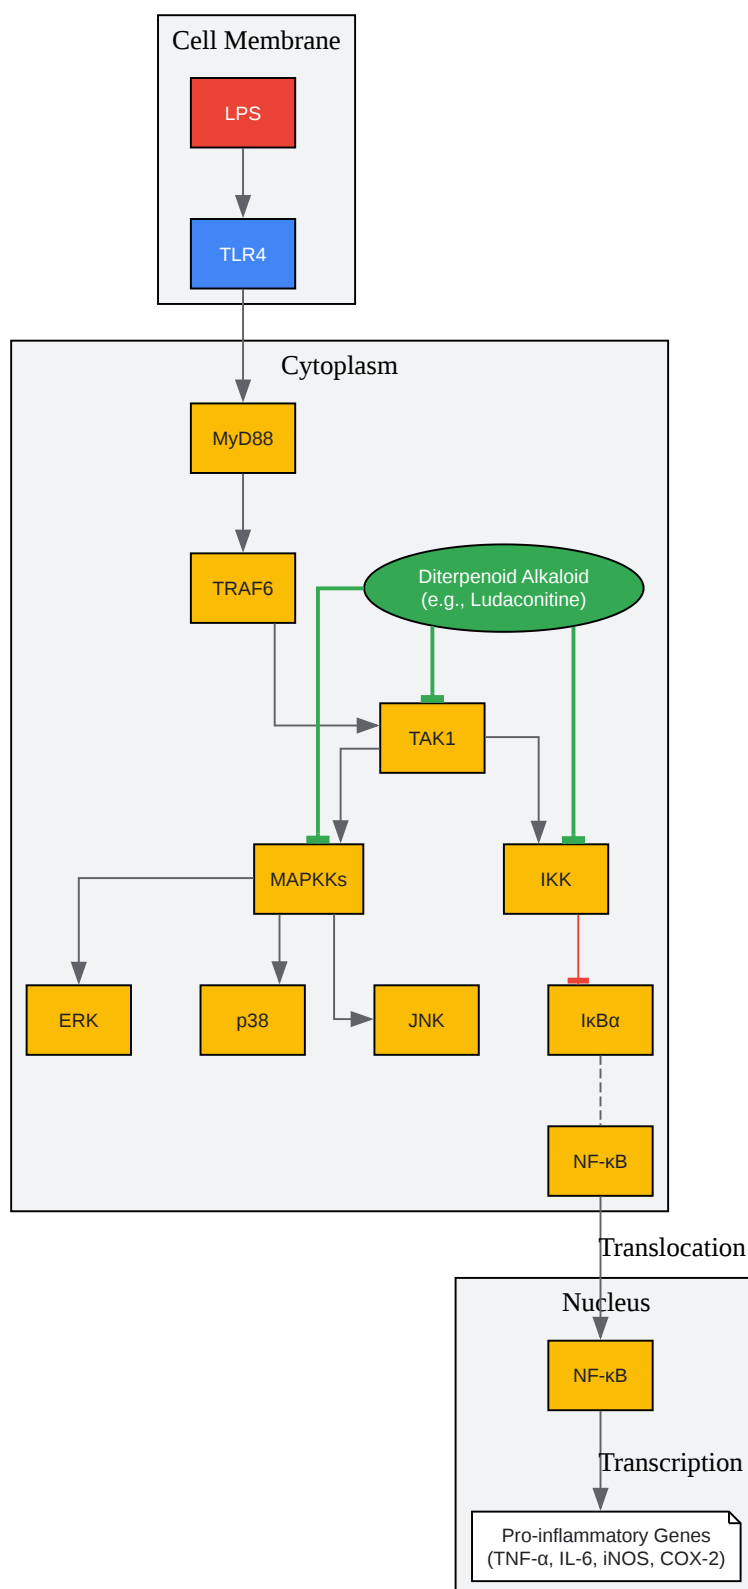 Cell Membrane
LPS
TLR4
Cytoplasm
MyD88
TRAF6
Diterpenoid Alkaloid
(e.g., Ludaconitine)
TAK1
MAPKKs
IKK
ERK
p38
JNK
IκBα
NF-κB
Translocation
Nucleus
NF-κB
Transcription
Pro-inflammatory Genes
(TNF-α, IL-6, iNOS, COX-2)